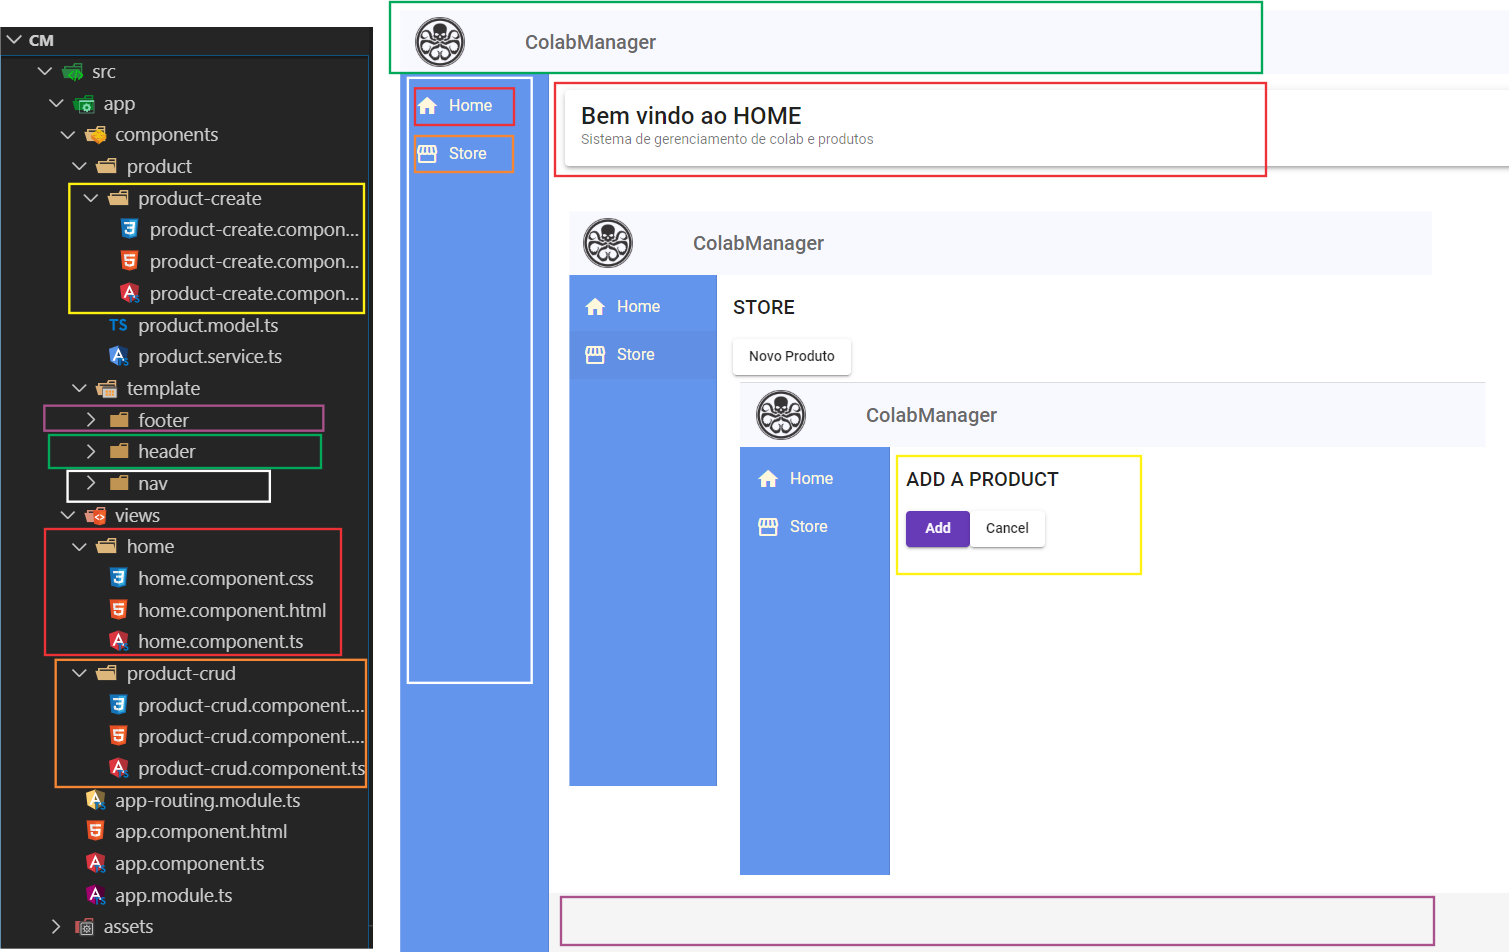 CM
src
app
components
product
product-create
product-create.compon...
product-create.compon...
product-create.compon...
TS product.model.ts
product.service.ts
template
footer
header
nav
views
home
home.component.css
home.component.html
home.component.ts
product-crud
product-crud.component....
product-crud.component....
product-crud.component.ts
app-routing.module.ts
app.component.html
app.component.ts
app.module.ts
assets
ColabManager
Home
Store
Bem vindo ao HOME
Sistema de gerenciamento de colab e produtos
ColabManager
Home
Store
STORE
Novo Produto
ColabManager
Home
Store
ADD A PRODUCT
Add Cancel